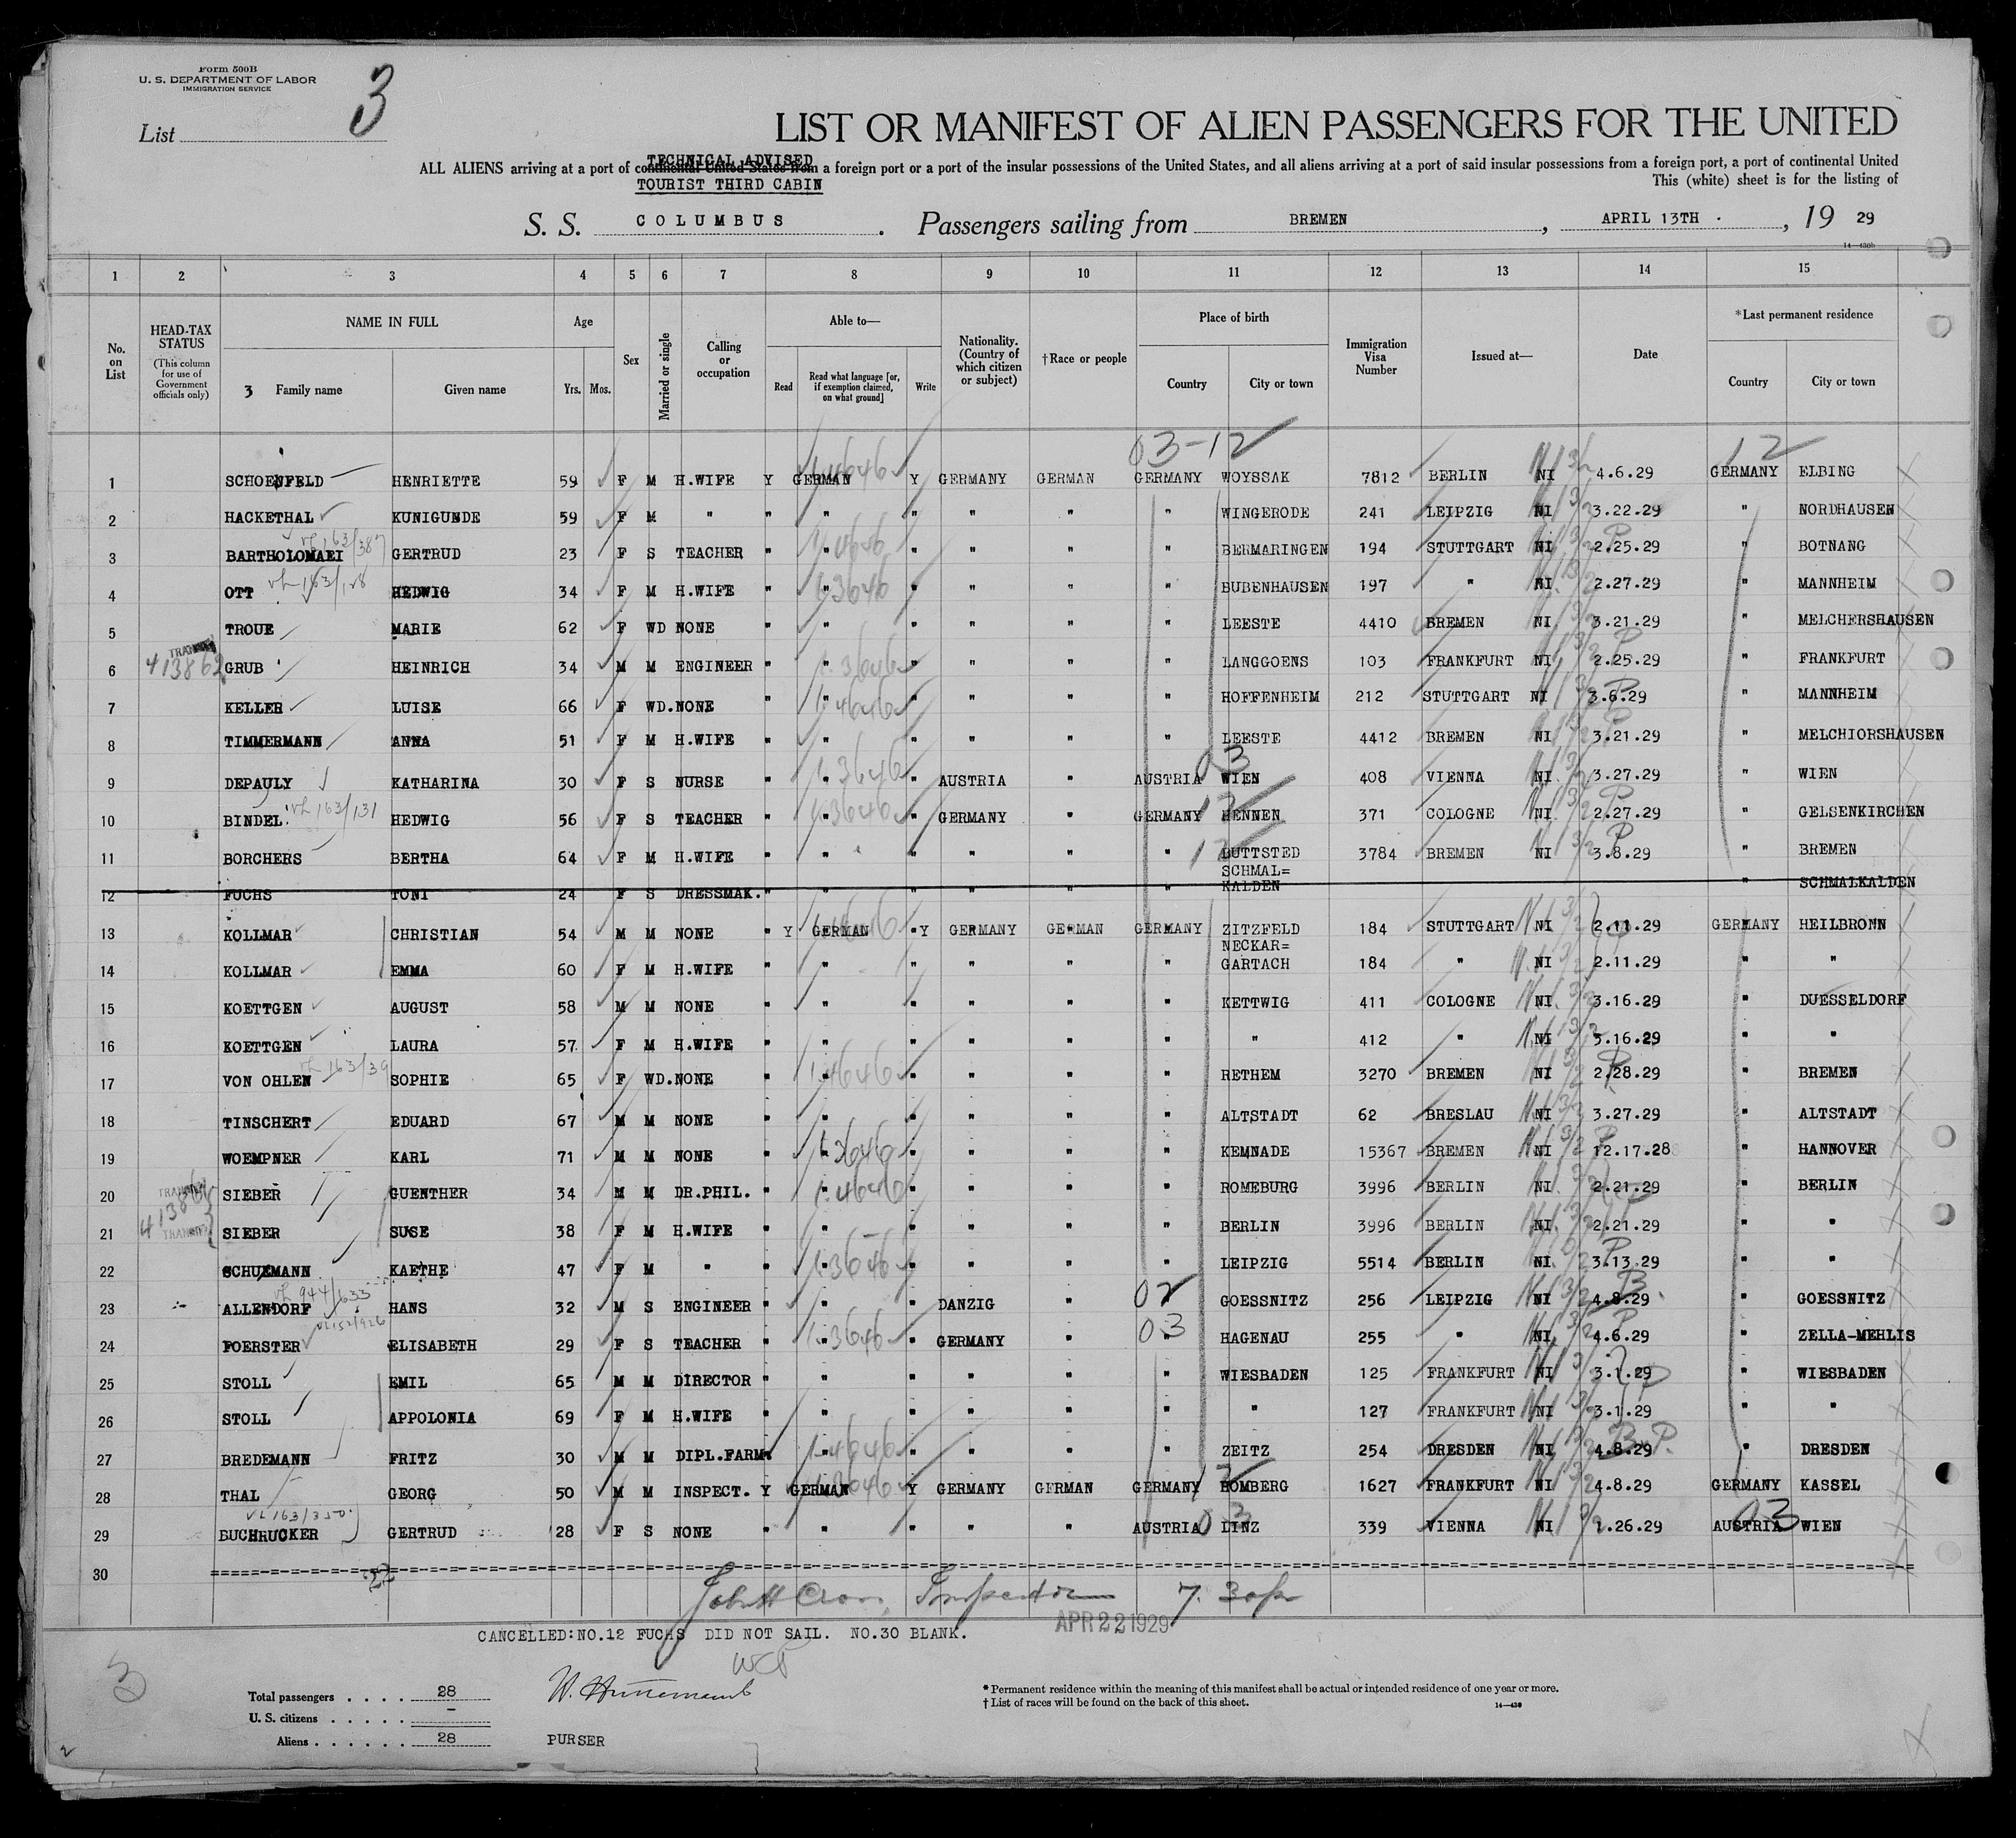 Form 500B
U. S. DEPARTMENT OF LABOR
IMMIGRATION SERVICE
List 3
LIST OR MANIFEST OF ALIEN PASSENGERS FOR THE UNITED
TECHNICAL ADVISED
ALL ALIENS arriving at a port of continental United States from a foreign port or a port of the insular possessions of the United States, and all aliens arriving at a port of said insular possessions from a foreign port, a port of continental United
TOURIST THIRD CABIN
This (white) sheet is for the listing of
S. S. COLUMBUS. Passengers sailing from BREMEN, APRIL 13TH., 19 29
14—430b
1 2 3 4 5 6 7 8 9 10 11 12 13 14 15
No. on List
HEAD-TAX STATUS (This column for use of Government officials only)
NAME IN FULL
3 Family name
Given name
Age
Yrs. Mos.
Sex
Married or single
Calling or occupation
Able to—
Read
Read what language [or, if exemption claimed, on what ground]
Write
Nationality. (Country of which citizen or subject)
†Race or people
Place of birth
Country
City or town
Immigration Visa Number
Issued at—
Date
*Last permanent residence
Country
City or town
03-12 12
1 SCHOENFELD HENRIETTE 59 F M H.WIFE Y GERMAN Y GERMANY GERMAN GERMANY WOYSSAK 7812 BERLIN NI 4.6.29 GERMANY ELBING
2 HACKETHAL KUNIGUNDE 59 F M " " " " " " " WINGERODE 241 LEIPZIG NI 3.22.29 " NORDHAUSEN
3 BARTHOLOMAEI GERTRUD 23 F S TEACHER " " " " " " BERMARINGEN 194 STUTTGART NI 2.25.29 " BOTNANG
4 OTT HEDWIG 34 F M H.WIFE " " " " " " BUBENHAUSEN 197 " NI 2.27.29 " MANNHEIM
5 TROUE MARIE 62 F WD NONE " " " " " " LEESTE 4410 BREMEN NI 3.21.29 " MELCHERSHAUSEN
6 413862 GRUB HEINRICH 34 M M ENGINEER " " " " " " LANGGOENS 103 FRANKFURT NI 2.25.29 " FRANKFURT
7 KELLER LUISE 66 F WD. NONE " " " " " " HOFFENHEIM 212 STUTTGART NI 3.6.29 " MANNHEIM
8 TIMMERMANN ANNA 51 F M H.WIFE " " " " " " LEESTE 4412 BREMEN NI 3.21.29 " MELCHIORSHAUSEN
9 DEPAULY KATHARINA 30 F S NURSE " " " AUSTRIA " AUSTRIA 03 WIEN 408 VIENNA NI 3.27.29 " WIEN
10 BINDEL HEDWIG 56 F S TEACHER " " " GERMANY " GERMANY 12 HENNEN 371 COLOGNE NI 2.27.29 " GELSENKIRCHEN
11 BORCHERS BERTHA 64 F M H.WIFE " " " " " " 12 BUTTSTED 3784 BREMEN NI 3.8.29 " BREMEN
12 FUCHS TONI 24 F S DRESSMAK. " " " " " " SCHMAL= KALDEN " SCHMALKALDEN
13 KOLLMAR CHRISTIAN 54 M M NONE " Y GERMAN " Y GERMANY GERMAN GERMANY ZITZFELD 184 STUTTGART NI 2.11.29 GERMANY HEILBRONN
14 KOLLMAR EMMA 60 F M H.WIFE " " " " " " NECKAR= GARTACH 184 " NI 2.11.29 " "
15 KOETTGEN AUGUST 58 M M NONE " " " " " " KETTWIG 411 COLOGNE NI 3.16.29 " DUESSELDORF
16 KOETTGEN LAURA 57 F M H.WIFE " " " " " " " 412 " NI 3.16.29 " "
17 VON OHLEN SOPHIE 65 F WD. NONE " " " " " " RETHEM 3270 BREMEN NI 2.28.29 " BREMEN
18 TINSCHERT EDUARD 67 M M NONE " " " " " " ALTSTADT 62 BRESLAU NI 3.27.29 " ALTSTADT
19 WOEMPNER KARL 71 M M NONE " " " " " " KEMNADE 15367 BREMEN NI 12.17.28 " HANNOVER
20 SIEBER GUENTHER 34 M M DR.PHIL. " " " " " " ROMEBURG 3996 BERLIN NI. 2.21.29 " BERLIN
21 SIEBER SUSE 38 F M H.WIFE " " " " " " BERLIN 3996 BERLIN NI. 2.21.29 " "
22 SCHUEMANN KAETHE 47 F M " " " " " " " LEIPZIG 5514 BERLIN NI. 3.13.29 " "
23 ALLENDORF HANS 32 M S ENGINEER " " " DANZIG " 02 GOESSNITZ 256 LEIPZIG NI 4.8.29 " GOESSNITZ
24 FOERSTER ELISABETH 29 F S TEACHER " " " GERMANY " 03 " HAGENAU 255 " NI. 4.6.29 " ZELLA-MEHLIS
25 STOLL EMIL 65 M M DIRECTOR " " " " " " WIESBADEN 125 FRANKFURT NI 3.1.29 " WIESBADEN
26 STOLL APPOLONIA 69 F M H.WIFE " " " " " " " 127 FRANKFURT NI 3.1.29 " "
27 BREDEMANN FRITZ 30 M M DIPL.FARM. " " " " " ZEITZ 254 DRESDEN NI 4.8.29 " DRESDEN
28 THAL GEORG 50 M M INSPECT. Y GERMAN Y GERMANY GERMAN GERMANY HOMBERG 1627 FRANKFURT NI 4.8.29 GERMANY KASSEL
29 BUCHRUCKER GERTRUD 28 F S NONE " " " " " AUSTRIA 03 LINZ 339 VIENNA NI .26.29 AUSTRIA 03 WIEN
30
Inspector 7.30p
APR 22 1929
CANCELLED: NO.12 FUCHS DID NOT SAIL. NO.30 BLANK.
Total passengers . . . . 28
U. S. citizens . . . . . –
Aliens . . . . . . 28
PURSER
* Permanent residence within the meaning of this manifest shall be actual or intended residence of one year or more.
† List of races will be found on the back of this sheet.
14—430